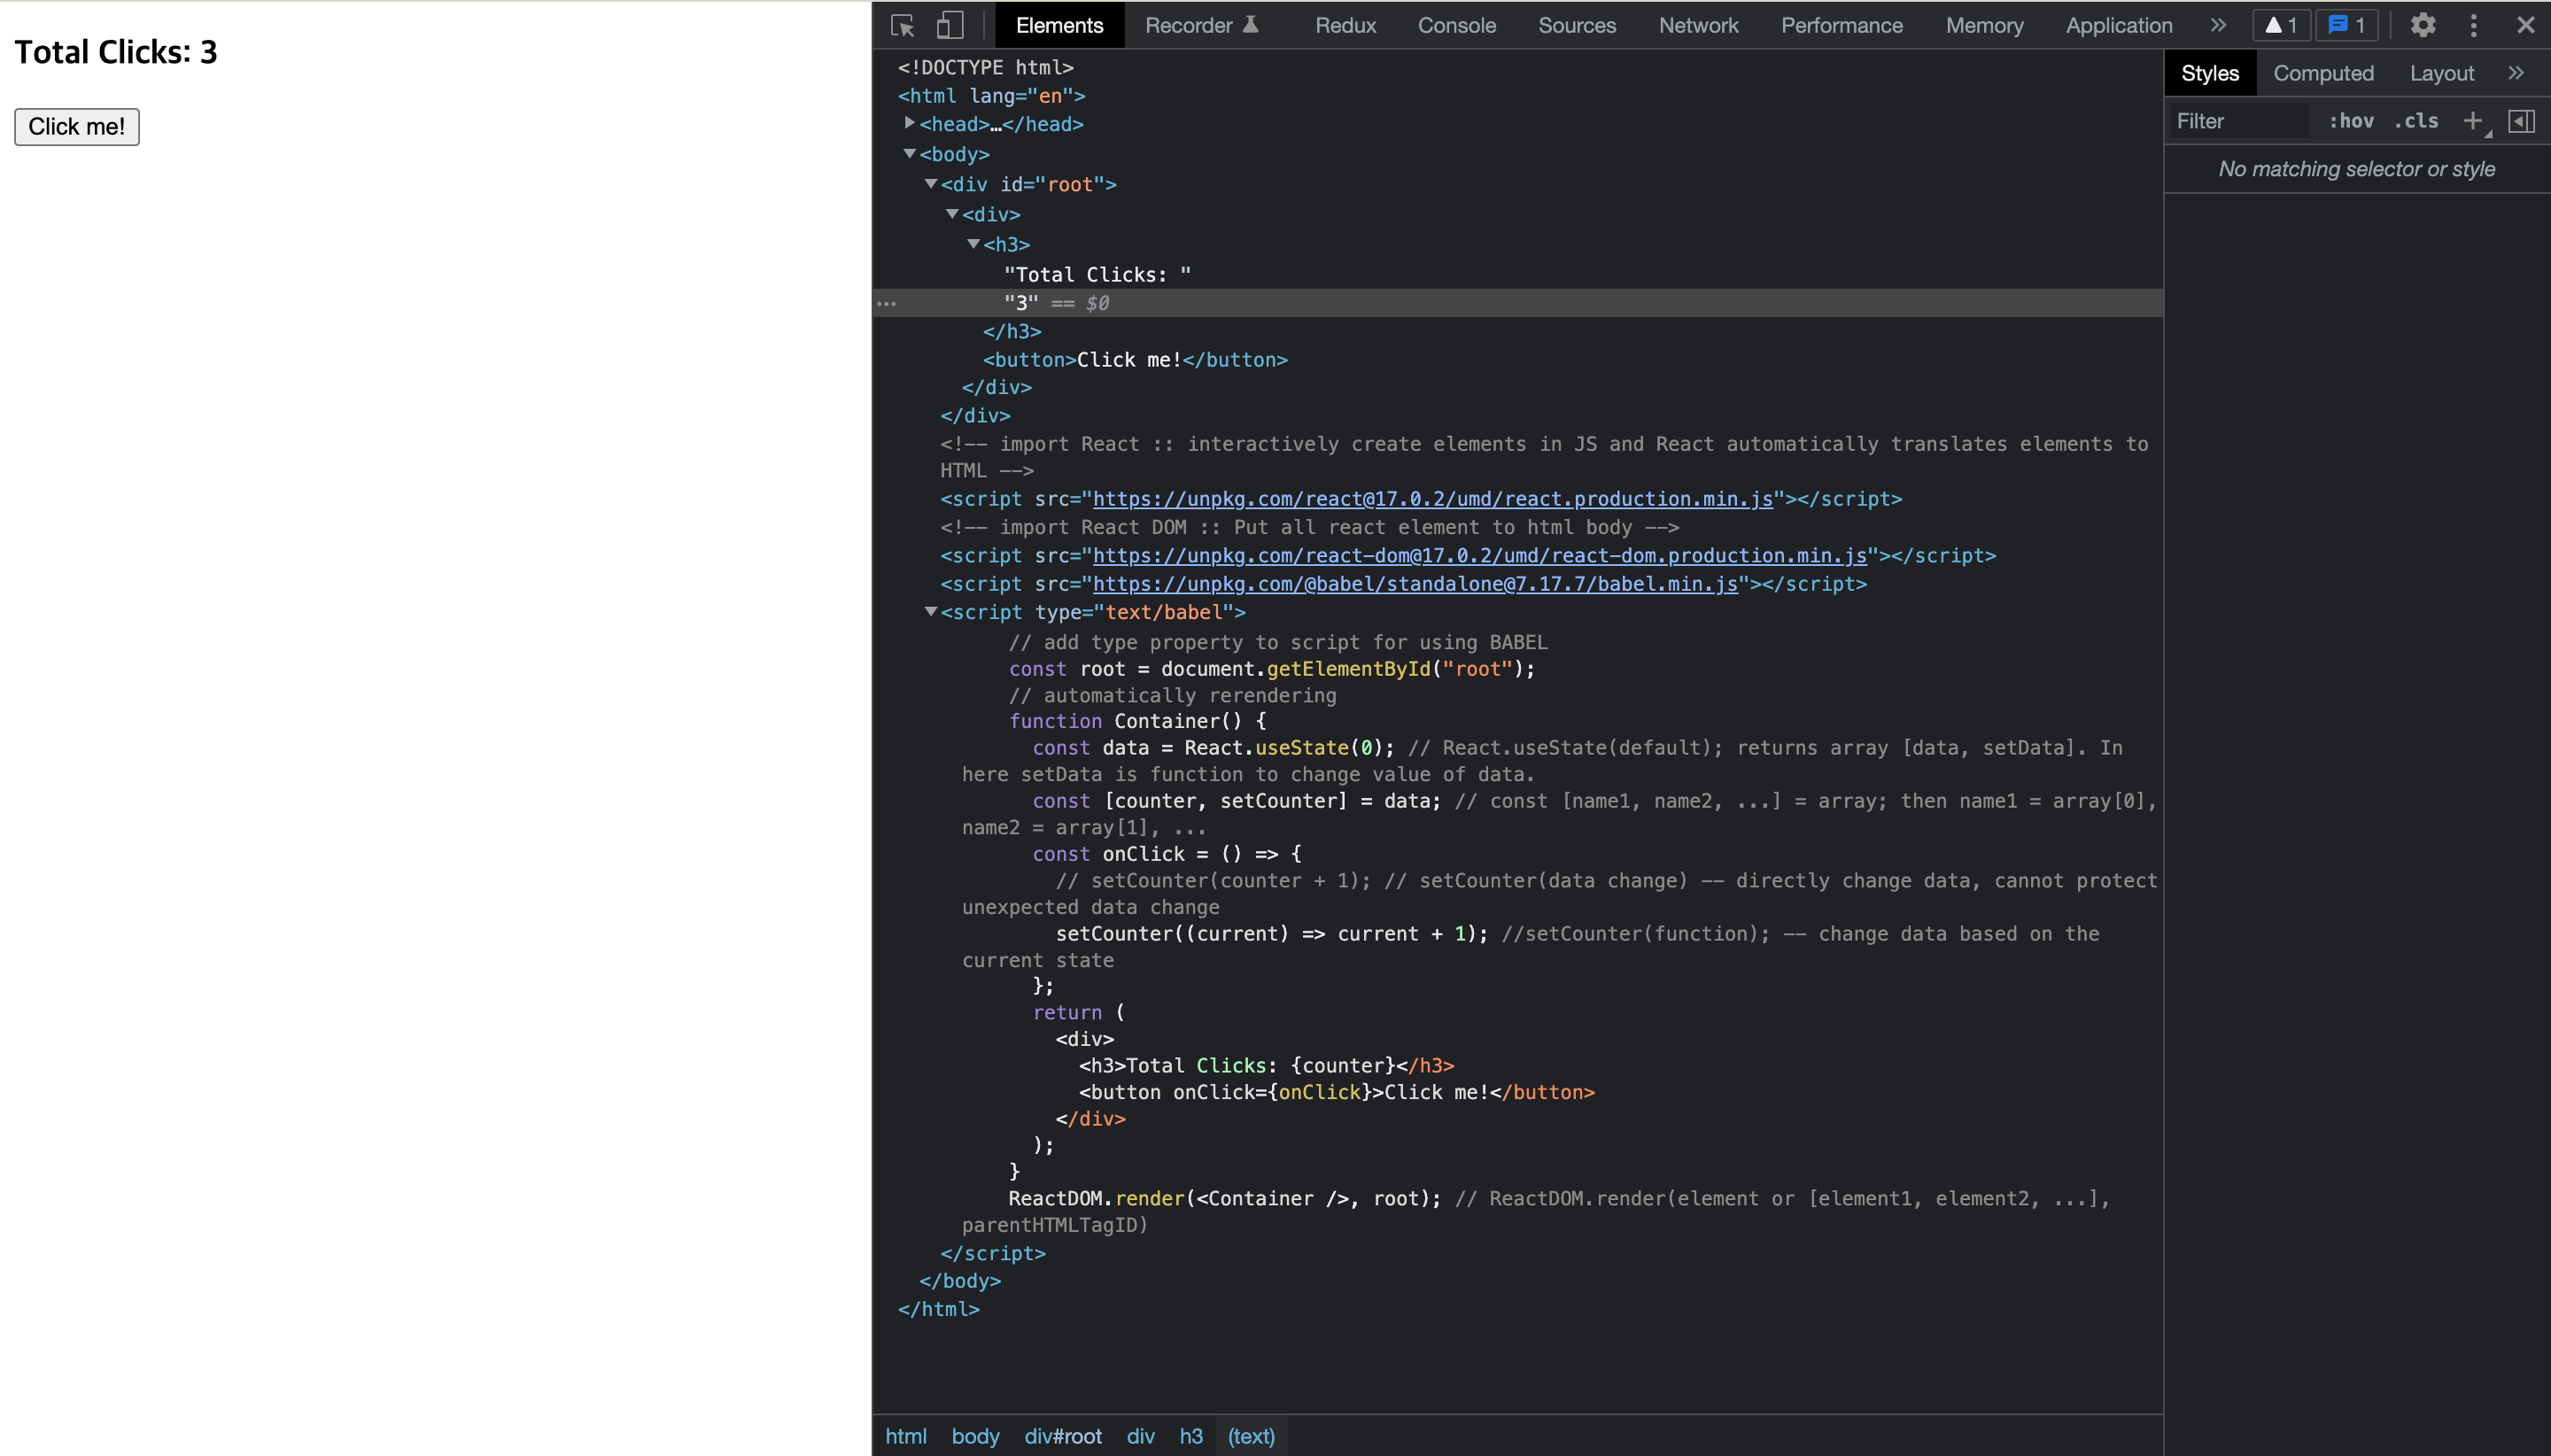 Total Clicks: 3
Click me!
Elements Recorder Redux Console Sources Network Performance Memory Application » 1 1
<!DOCTYPE html>
<html lang="en">
<head>…</head>
<body>
<div id="root">
<div>
<h3>
"Total Clicks: "
"3" == $0
</h3>
<button>Click me!</button>
</div>
</div>
<!-- import React :: interactively create elements in JS and React automatically translates elements to
HTML -->
<script src="https://unpkg.com/react@17.0.2/umd/react.production.min.js"></script>
<!-- import React DOM :: Put all react element to html body -->
<script src="https://unpkg.com/react-dom@17.0.2/umd/react-dom.production.min.js"></script>
<script src="https://unpkg.com/@babel/standalone@7.17.7/babel.min.js"></script>
<script type="text/babel">
// add type property to script for using BABEL
const root = document.getElementById("root");
// automatically rerendering
function Container() {
const data = React.useState(0); // React.useState(default); returns array [data, setData]. In
here setData is function to change value of data.
const [counter, setCounter] = data; // const [name1, name2, ...] = array; then name1 = array[0],
name2 = array[1], ...
const onClick = () => {
// setCounter(counter + 1); // setCounter(data change) -- directly change data, cannot protect
unexpected data change
setCounter((current) => current + 1); //setCounter(function); -- change data based on the
current state
};
return (
<div>
<h3>Total Clicks: {counter}</h3>
<button onClick={onClick}>Click me!</button>
</div>
);
}
ReactDOM.render(<Container />, root); // ReactDOM.render(element or [element1, element2, ...],
parentHTMLTagID)
</script>
</body>
</html>
html body div#root div h3 (text)
Styles Computed Layout »
Filter :hov .cls +
No matching selector or style